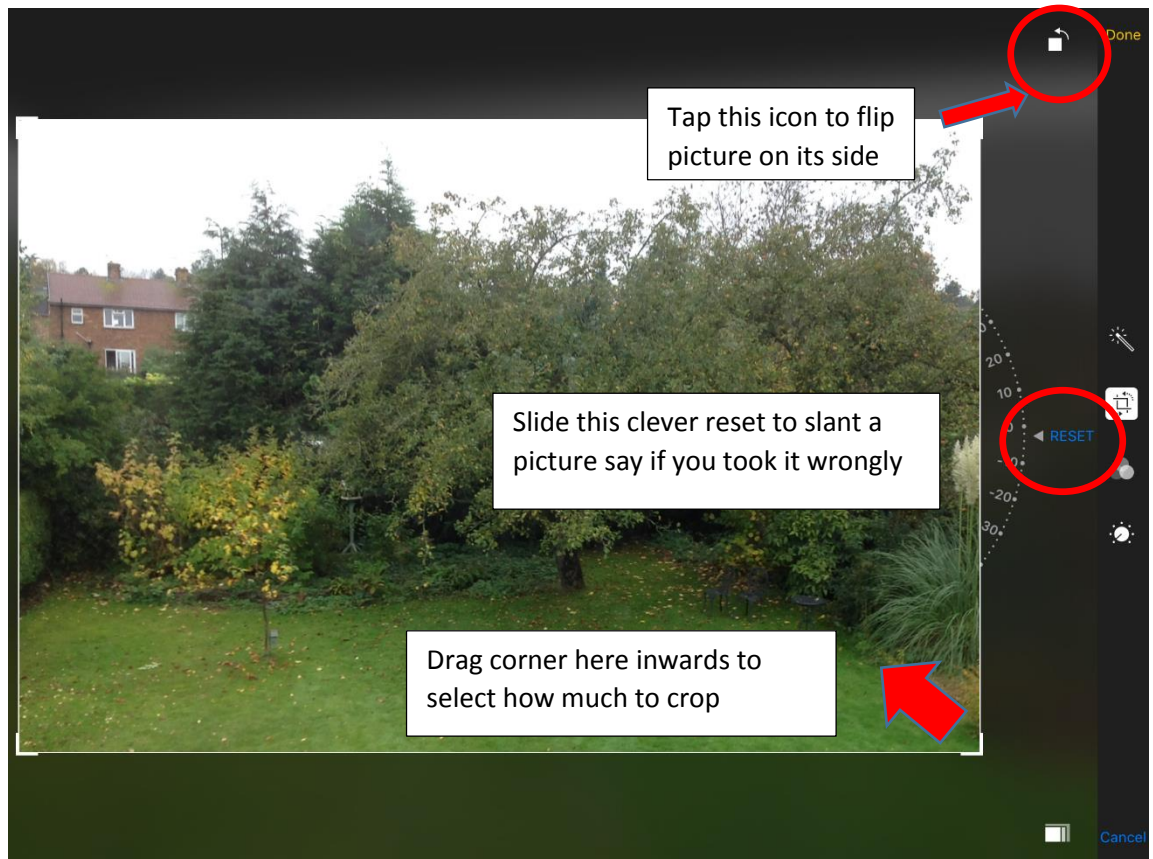 Done
Tap this icon to flip
picture on its side
20
10
0
RESET
Slide this clever reset to slant a
picture say if you took it wrongly
-10
-20
30
Drag corner here inwards to
select how much to crop
Cancel